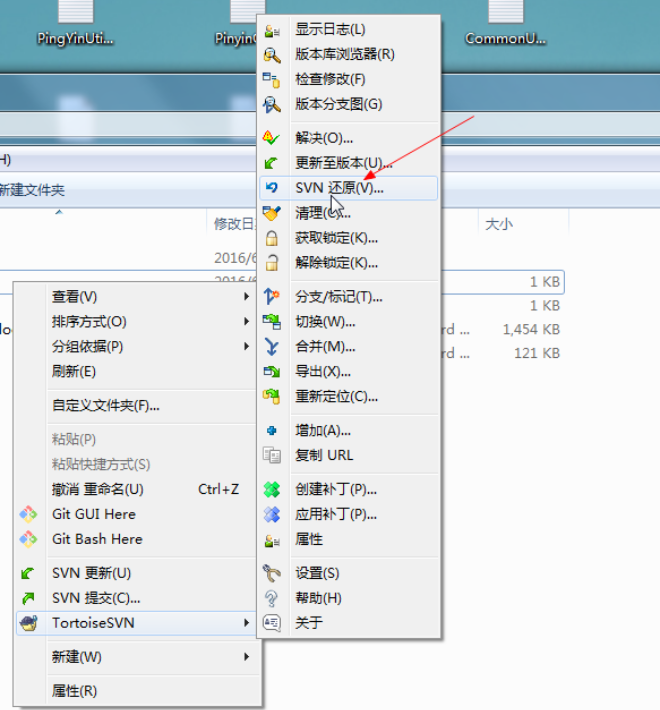 PingYinUti...
Pinyin
CommonU...
H)
新建文件夹
修改日
大小
2016/6
2016/6
1 KB
1 KB
rd ...
1,454 KB
rd ...
121 KB
查看(V)
排序方式(O)
分组依据(P)
刷新(E)
自定义文件夹(F)...
粘贴(P)
粘贴快捷方式(S)
撤消 重命名(U)
Ctrl+Z
Git GUI Here
Git Bash Here
SVN 更新(U)
SVN 提交(C)...
TortoiseSVN
新建(W)
属性(R)
显示日志(L)
版本库浏览器(R)
检查修改(F)
版本分支图(G)
解决(O)...
更新至版本(U)...
SVN 还原(V)...
清理(C)...
获取锁定(K)...
解除锁定(K)...
分支/标记(T)...
切换(W)...
合并(M)...
导出(X)...
重新定位(C)...
增加(A)...
复制 URL
创建补丁(P)...
应用补丁(P)...
属性
设置(S)
帮助(H)
关于